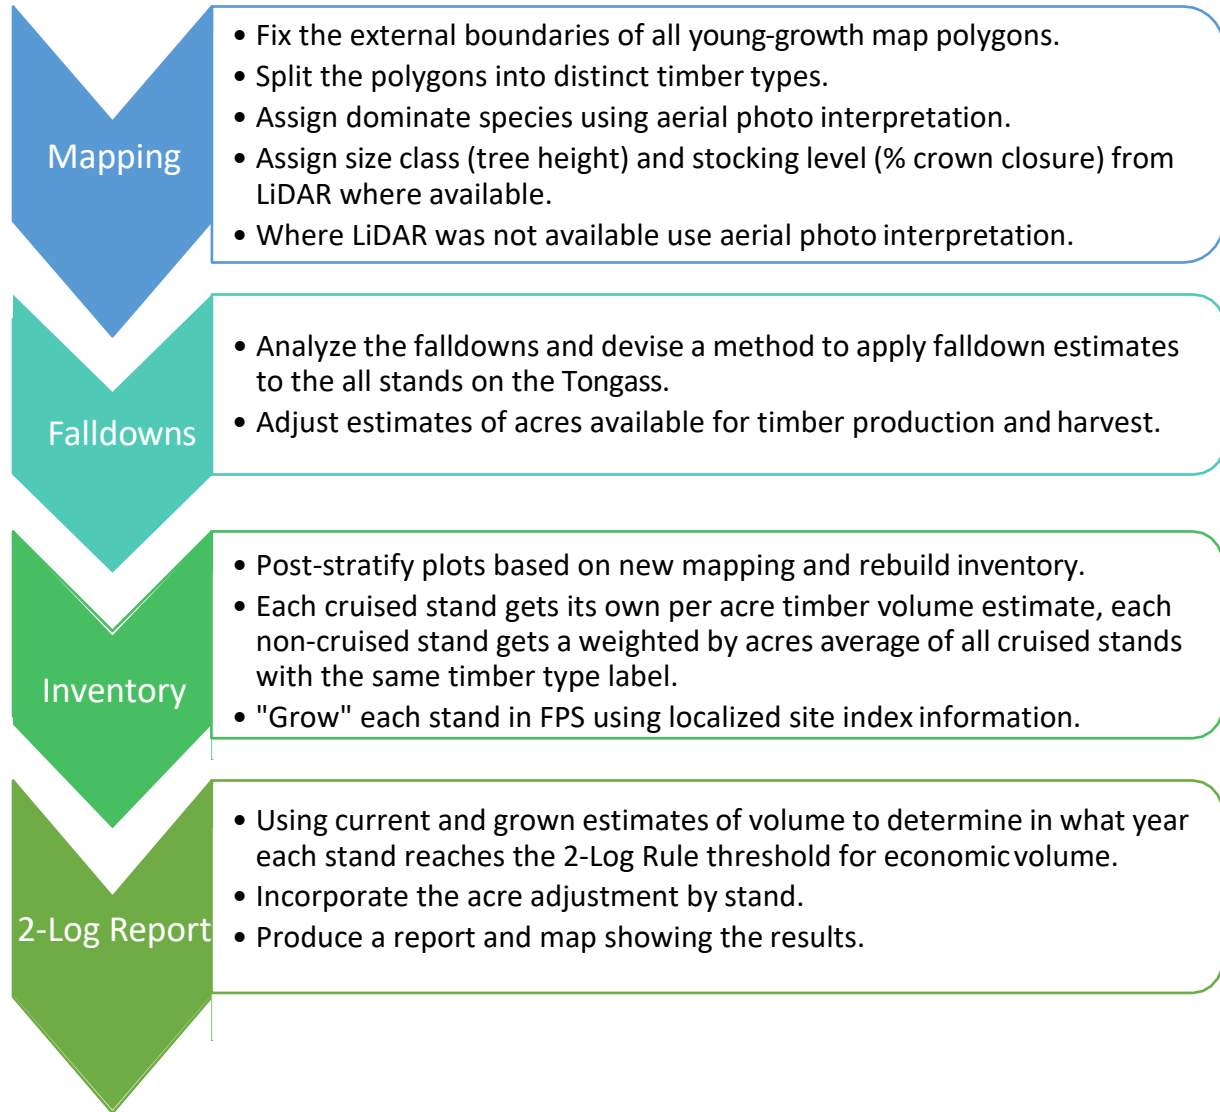 Mapping
• Fix the external boundaries of all young-growth map polygons.
• Split the polygons into distinct timber types.
• Assign dominate species using aerial photo interpretation.
• Assign size class (tree height) and stocking level (% crown closure) from
LiDAR where available.
• Where LiDAR was not available use aerial photo interpretation.
Falldowns
• Analyze the falldowns and devise a method to apply falldown estimates
to the all stands on the Tongass.
• Adjust estimates of acres available for timber production and harvest.
Inventory
• Post-stratify plots based on new mapping and rebuild inventory.
• Each cruised stand gets its own per acre timber volume estimate, each
non-cruised stand gets a weighted by acres average of all cruised stands
with the same timber type label.
• "Grow" each stand in FPS using localized site index information.
2-Log Report
• Using current and grown estimates of volume to determine in what year
each stand reaches the 2-Log Rule threshold for economic volume.
• Incorporate the acre adjustment by stand.
• Produce a report and map showing the results.